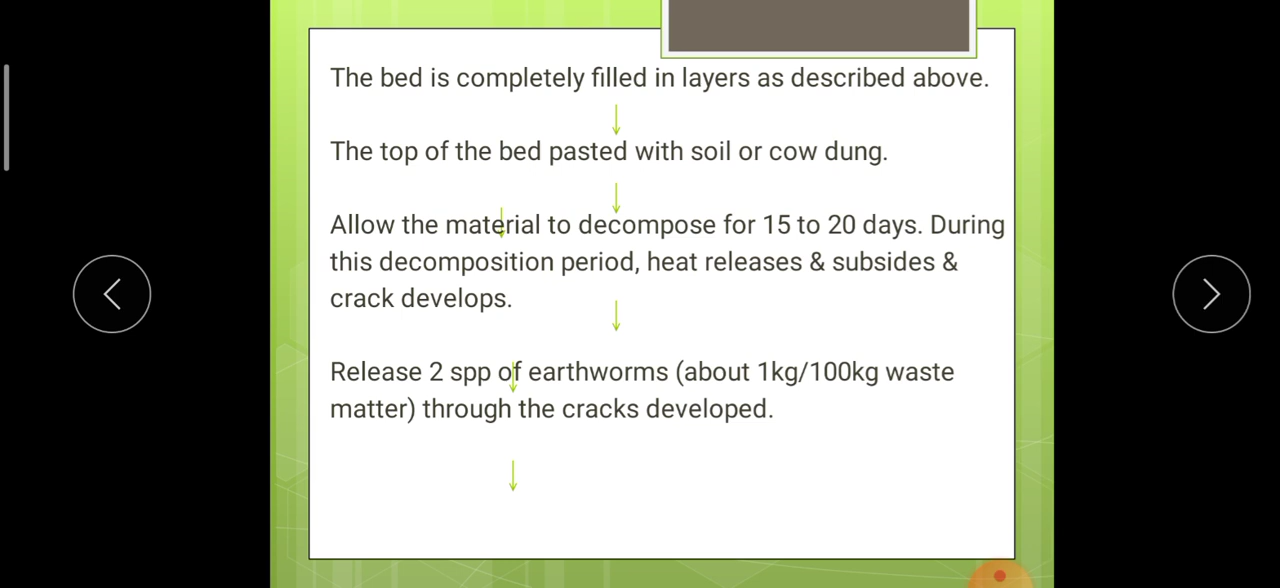 The bed is completely filled in layers as described above.
The top of the bed pasted with soil or cow dung.
Allow the material to decompose for 15 to 20 days. During
this decomposition period, heat releases & subsides &
crack develops.
Release 2 spp of earthworms (about 1kg/100kg waste
matter) through the cracks developed.